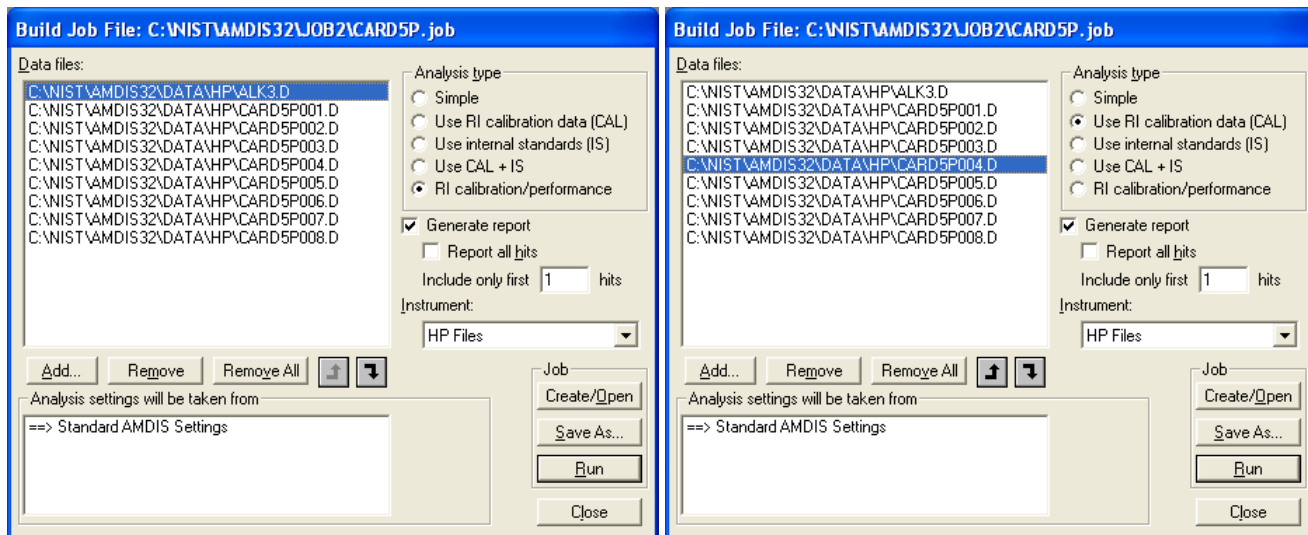 Build Job File: C:\NIST\AMDIS32\JOB2\CARD5P.job
Data files:
C:\NIST\AMDIS32\DATA\HP\ALK3.D
C:\NIST\AMDIS32\DATA\HP\CARD5P001.D
C:\NIST\AMDIS32\DATA\HP\CARD5P002.D
C:\NIST\AMDIS32\DATA\HP\CARD5P003.D
C:\NIST\AMDIS32\DATA\HP\CARD5P004.D
C:\NIST\AMDIS32\DATA\HP\CARD5P005.D
C:\NIST\AMDIS32\DATA\HP\CARD5P006.D
C:\NIST\AMDIS32\DATA\HP\CARD5P007.D
C:\NIST\AMDIS32\DATA\HP\CARD5P008.D
Analysis type
Simple
Use RI calibration data (CAL)
Use internal standards (IS)
Use CAL + IS
RI calibration/performance
Generate report
Report all hits
Include only first 1 hits
Instrument:
HP Files
Add... Remove Remove All
Analysis settings will be taken from
==> Standard AMDIS Settings
Job
Create/Open
Save As...
Run
Close
Build Job File: C:\NIST\AMDIS32\JOB2\CARD5P.job
Data files:
C:\NIST\AMDIS32\DATA\HP\ALK3.D
C:\NIST\AMDIS32\DATA\HP\CARD5P001.D
C:\NIST\AMDIS32\DATA\HP\CARD5P002.D
C:\NIST\AMDIS32\DATA\HP\CARD5P003.D
C:\NIST\AMDIS32\DATA\HP\CARD5P004.D
C:\NIST\AMDIS32\DATA\HP\CARD5P005.D
C:\NIST\AMDIS32\DATA\HP\CARD5P006.D
C:\NIST\AMDIS32\DATA\HP\CARD5P007.D
C:\NIST\AMDIS32\DATA\HP\CARD5P008.D
Analysis type
Simple
Use RI calibration data (CAL)
Use internal standards (IS)
Use CAL + IS
RI calibration/performance
Generate report
Report all hits
Include only first 1 hits
Instrument:
HP Files
Add... Remove Remove All
Analysis settings will be taken from
==> Standard AMDIS Settings
Job
Create/Open
Save As...
Run
Close